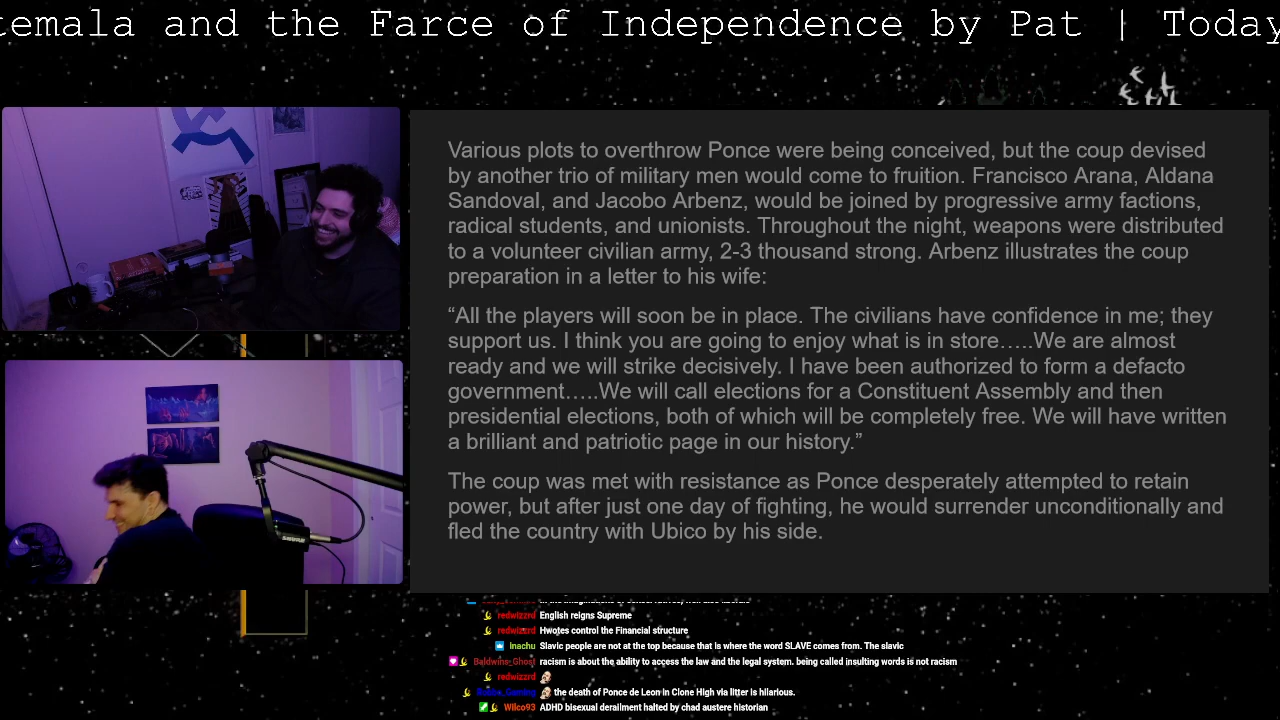 temala and the Farce of Independence by Pat | Today
Various plots to overthrow Ponce were being conceived, but the coup devised
by another trio of military men would come to fruition. Francisco Arana, Aldana
Sandoval, and Jacobo Arbenz, would be joined by progressive army factions,
radical students, and unionists. Throughout the night, weapons were distributed
to a volunteer civilian army, 2-3 thousand strong. Arbenz illustrates the coup
preparation in a letter to his wife:
“All the players will soon be in place. The civilians have confidence in me; they
support us. I think you are going to enjoy what is in store…..We are almost
ready and we will strike decisively. I have been authorized to form a defacto
government…..We will call elections for a Constituent Assembly and then
presidential elections, both of which will be completely free. We will have written
a brilliant and patriotic page in our history.”
The coup was met with resistance as Ponce desperately attempted to retain
power, but after just one day of fighting, he would surrender unconditionally and
fled the country with Ubico by his side.
SHURE
redwizzrd English reigns Supreme
redwizzrd Hwotes control the Financial structure
Inachu Slavic people are not at the top because that is where the word SLAVE comes from. The slavic
Baldwins_Ghost racism is about the ability to access the law and the legal system. being called insulting words is not racism
redwizzrd
the death of Ponce de Leon in Clone High via litter is hilarious.
Wilco93 ADHD bisexual derailment halted by chad austere historian